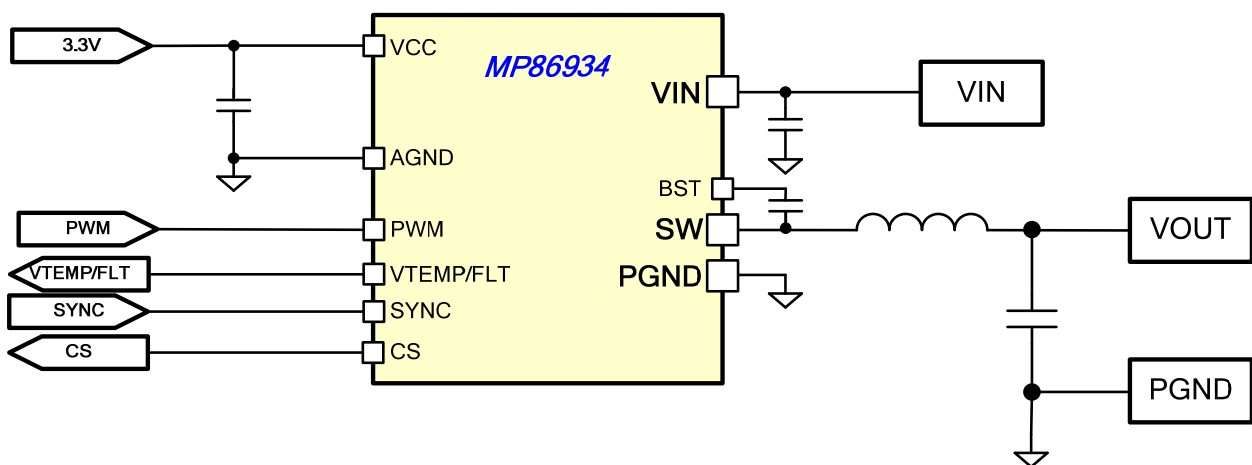 3.3V
VCC
MP86934
VIN
VIN
AGND
BST
PWM
PWM
SW
VOUT
VTEMP/FLT
VTEMP/FLT
PGND
SYNC
SYNC
CS
CS
PGND